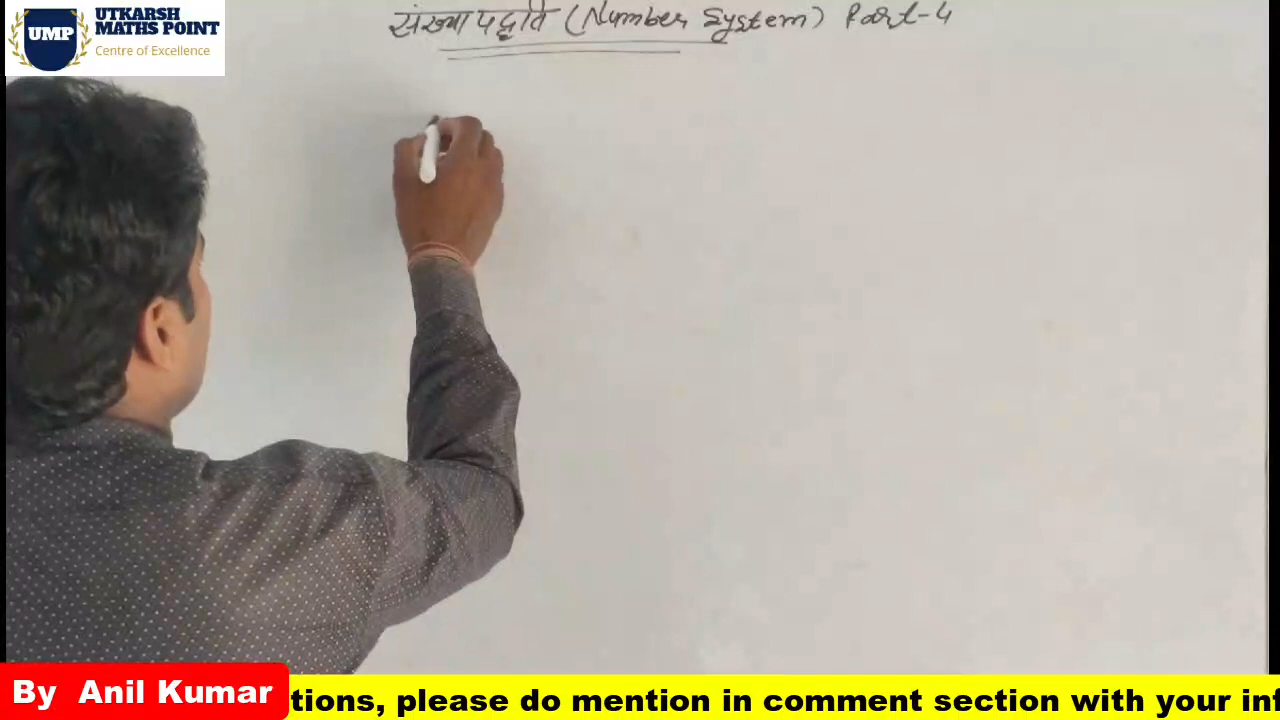 UTKARSH
MATHS POINT
UMP
Centre of Excellence
संख्या पद्धति (Number System) Part-4
By Anil Kumar
tions, please do mention in comment section with your inf